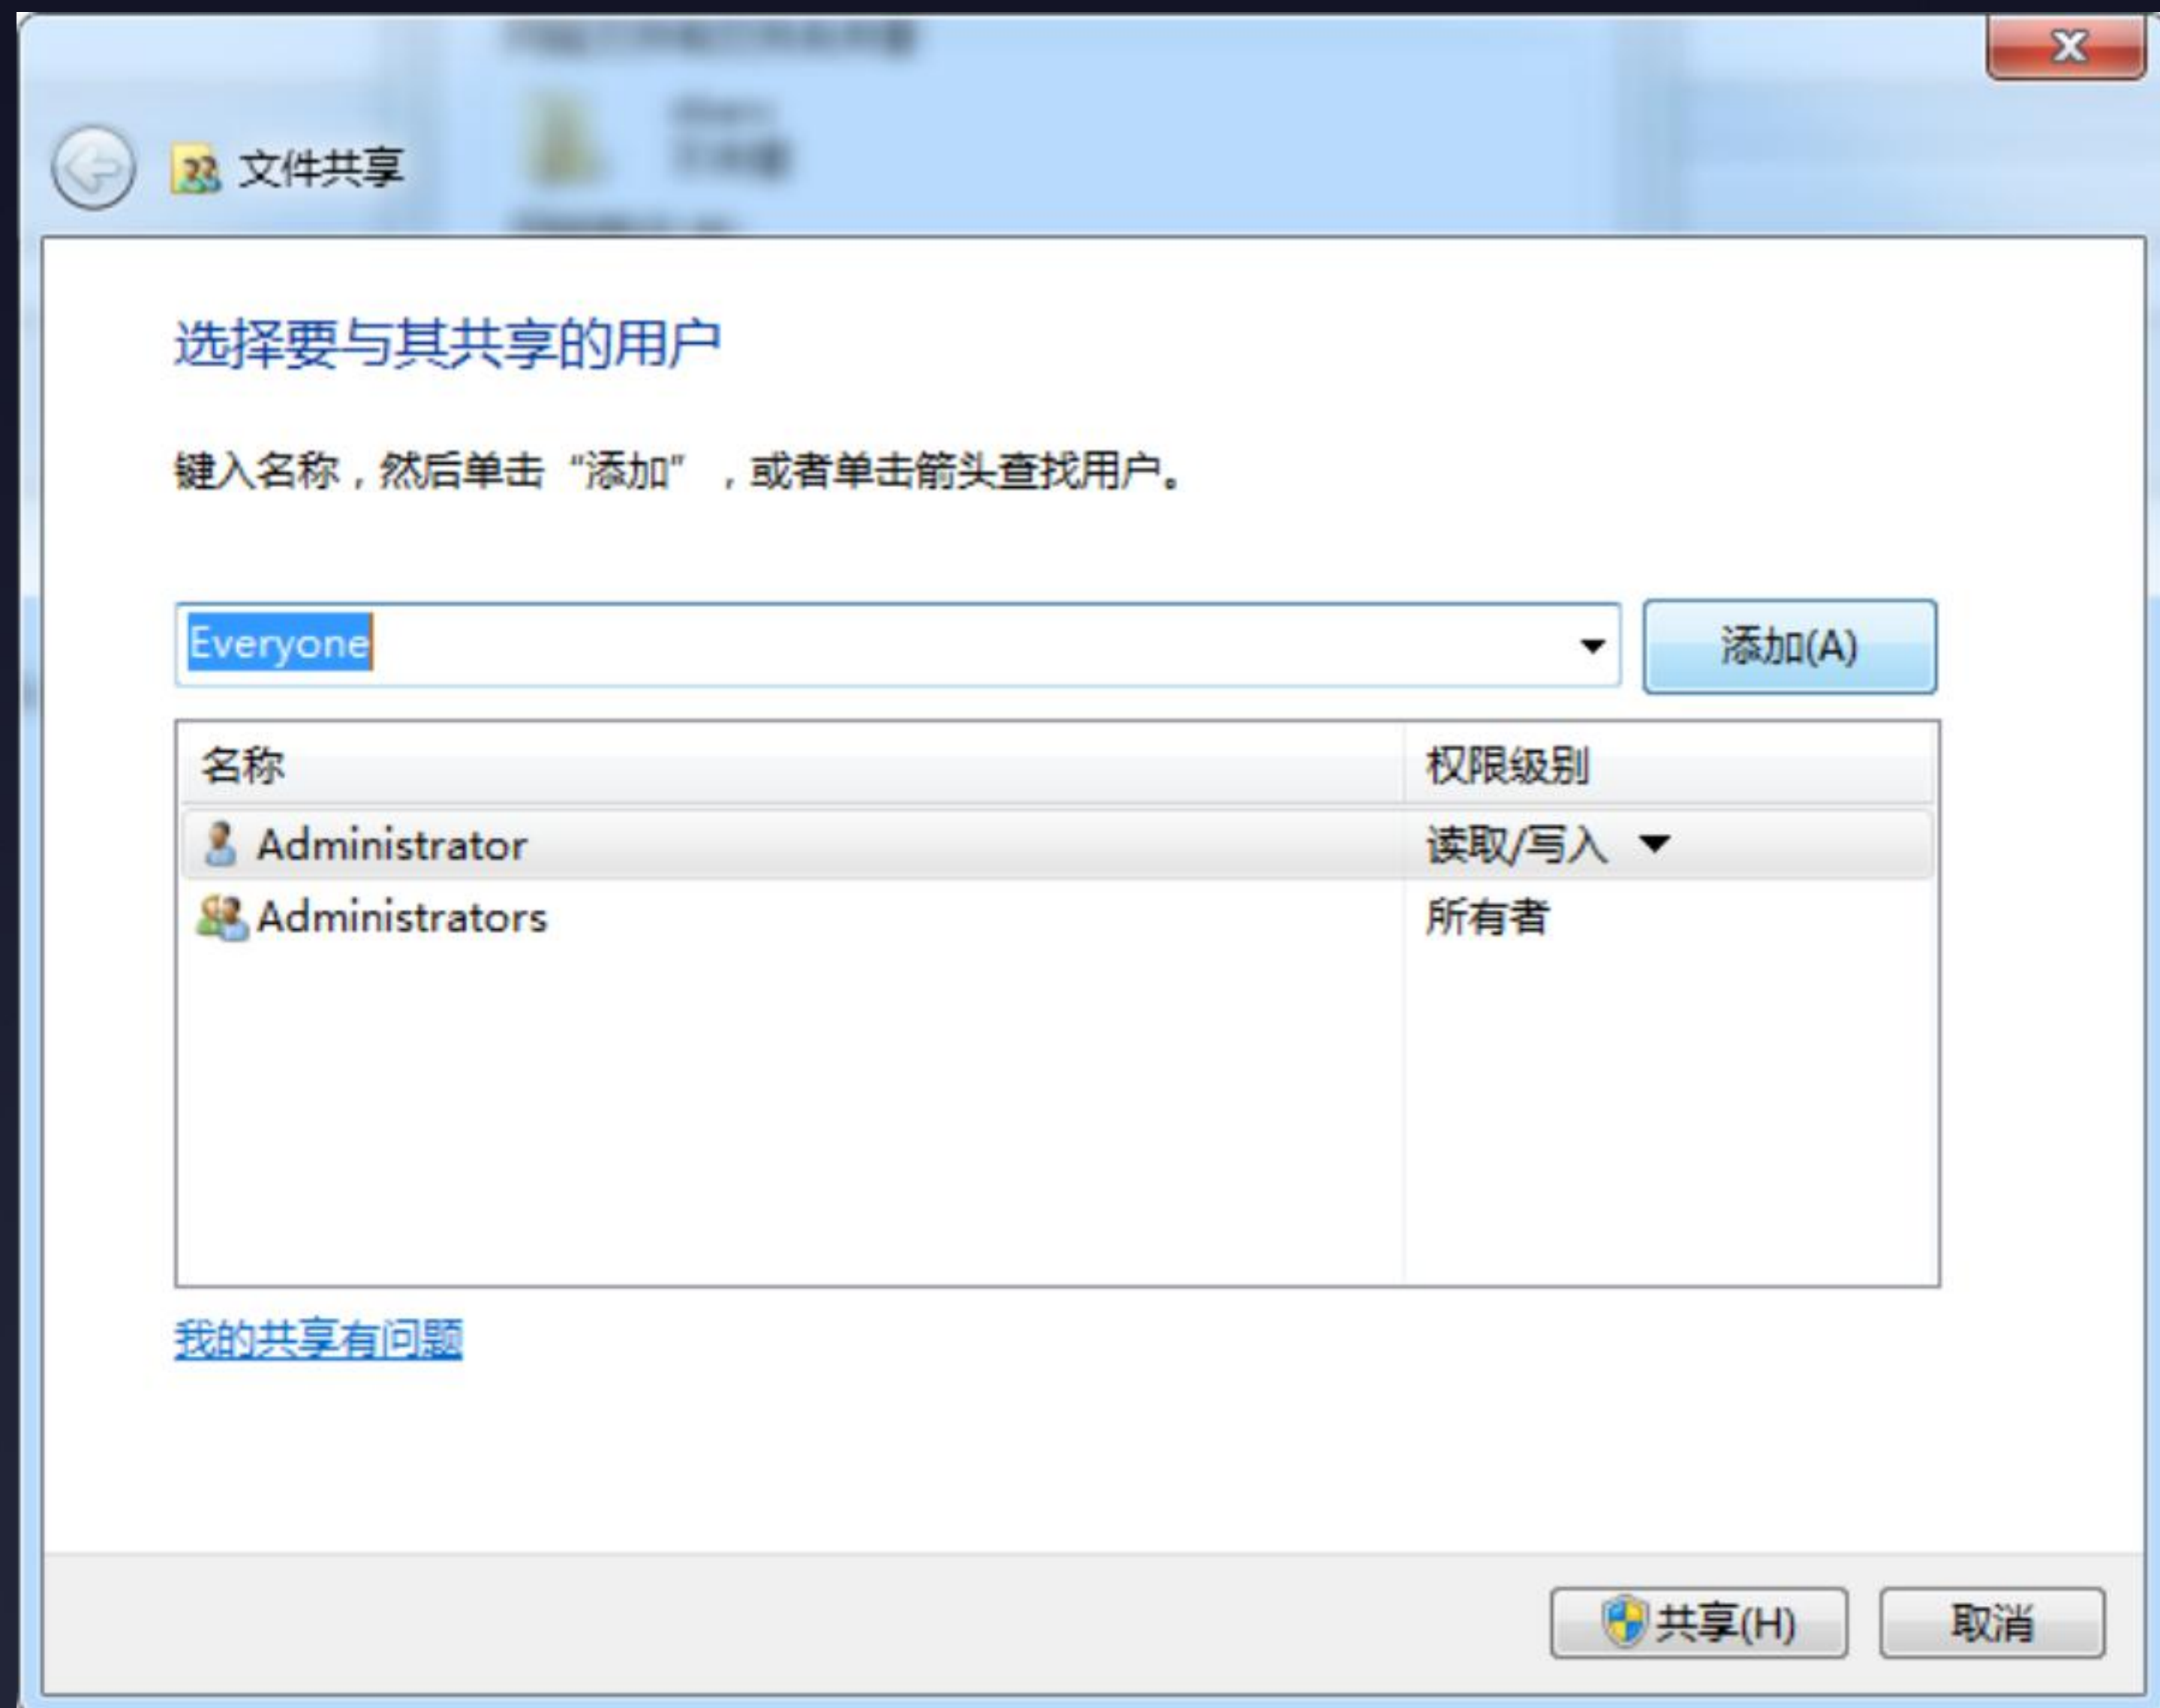 文件共享
选择要与其共享的用户
键入名称，然后单击“添加”，或者单击箭头查找用户。
Everyone 添加(A)
名称 权限级别
Administrator 读取/写入
Administrators 所有者
我的共享有问题
共享(H) 取消